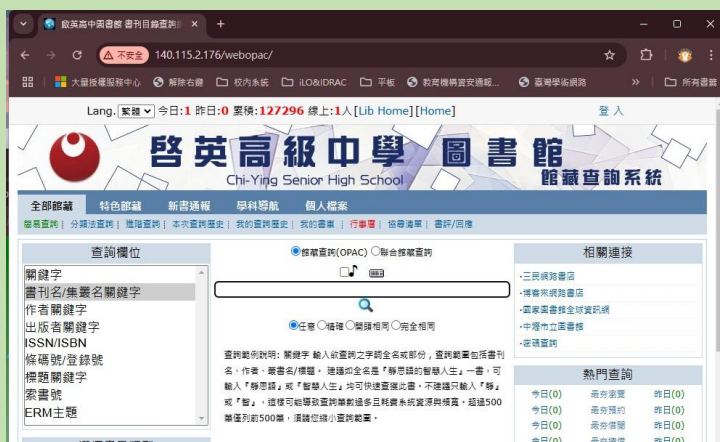 啟英高中圖書館 書刊目錄查詢
不安全 140.115.2.176/webopac/
大量授權服務中心 解除右鍵 校內系統 iLO&IDRAC 平板 教育機構資安通報... 臺灣學術網路 » 所有書籤
Lang. 繁體 今日:1 昨日:0 累積:127296 線上:1人[Lib Home][Home] 登入
啓英高級中學 圖書館
Chi-Ying Senior High School 館藏查詢系統
全部館藏 特色館藏 新書通報 學科導航 個人檔案
簡易查詢| 分類法查詢| 進階查詢| 本次查詢歷史| 我的查詢歷史| 我的書車| 行事曆| 協尋清單| 書評/回應
查詢欄位
關鍵字
書刊名/集叢名關鍵字
作者關鍵字
出版者關鍵字
ISSN/ISBN
條碼號/登錄號
標題關鍵字
索書號
ERM主題
館藏查詢(OPAC) 聯合館藏查詢
任意 精確 開頭相同 完全相同
查詢範例說明: 關鍵字 輸入欲查詢之字詞全名或部份，查詢範圍包括書刊
名、作者、叢書名/標題。 建議如全名是『靜思語的智慧人生』一書，可
輸入『靜思語』或『智慧人生』均可快速查獲此書。不建議只輸入『靜』
或『智』，這樣可能導致查詢筆數過多且耗費系統資源與頻寬。超過500
筆僅列前500筆，須請您縮小查詢範圍。
相關連接
·三民網路書店
·博客來網路書店
·國家圖書館全球資訊網
·中壢市立圖書館
·密碼查詢
熱門查詢
今日(0) 最夯瀏覽 昨日(0)
今日(0) 最夯預約 昨日(0)
今日(0) 最夯借閱 昨日(0)
今日(0) 最夯續借 昨日(0)